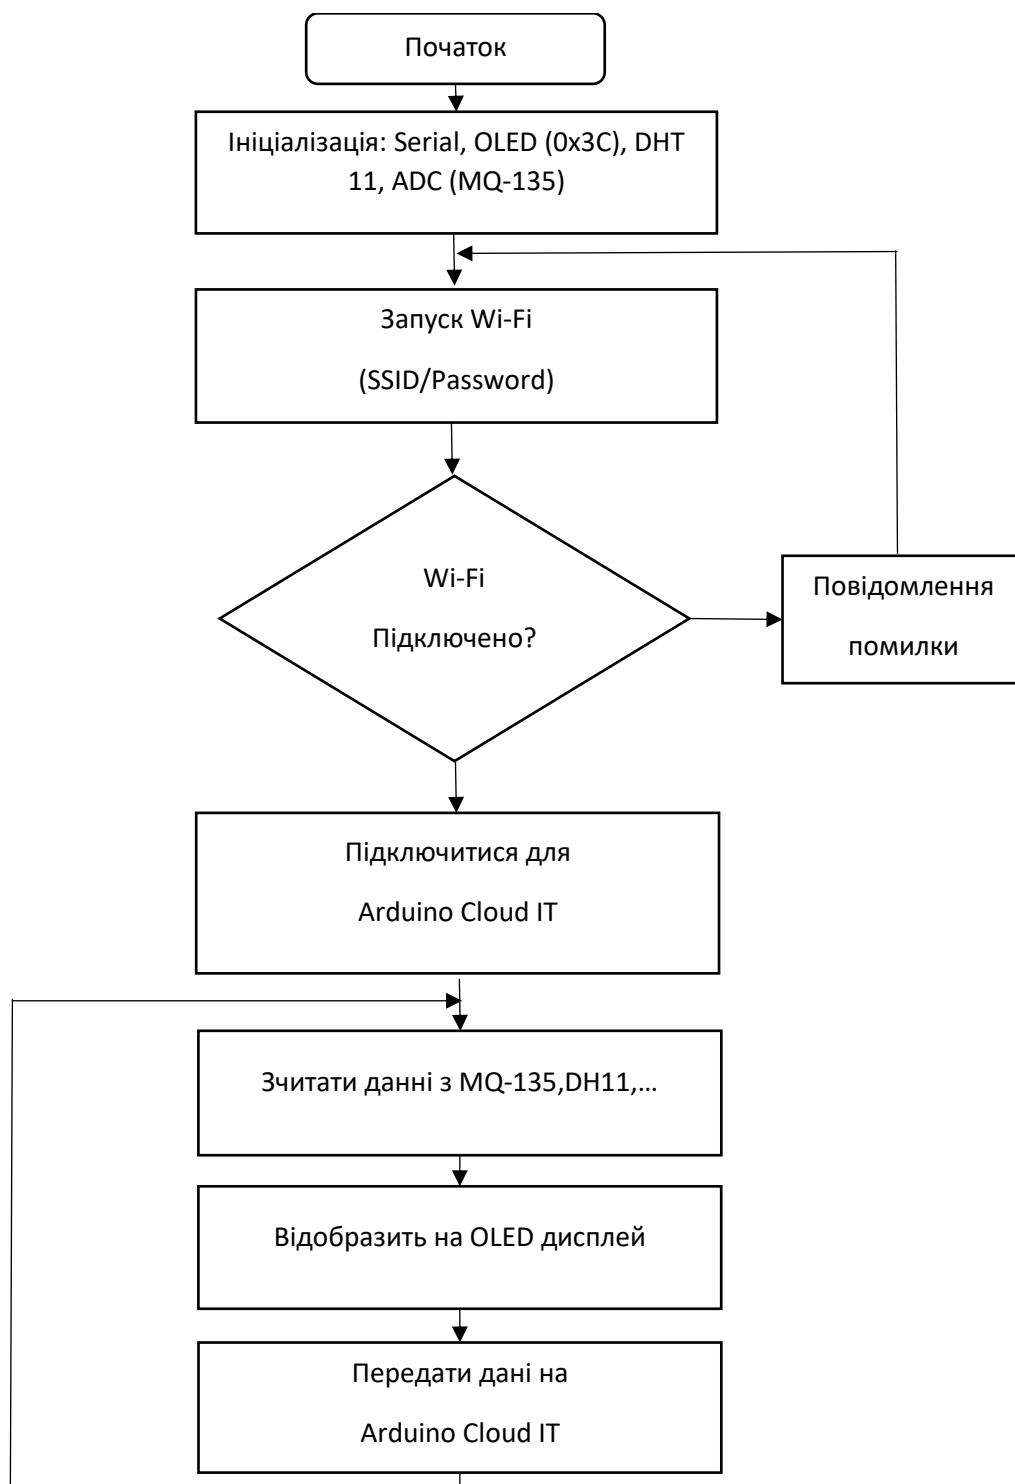 Початок
Ініціалізація: Serial, OLED (0x3C), DHT
11, ADC (MQ-135)
Запуск Wi-Fi
(SSID/Password)
Wi-Fi
Підключено?
Повідомлення
помилки
Підключитися для
Arduino Cloud IT
Зчитати данні з MQ-135,DH11,...
Відобразить на OLED дисплей
Передати дані на
Arduino Cloud IT